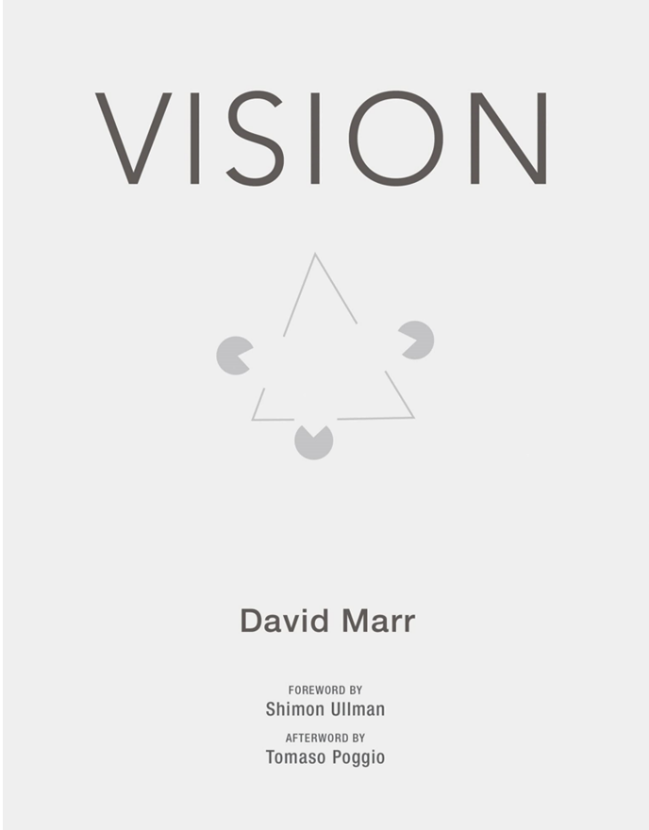 VISION
David Marr
FOREWORD BY
Shimon Ullman
AFTERWORD BY
Tomaso Poggio